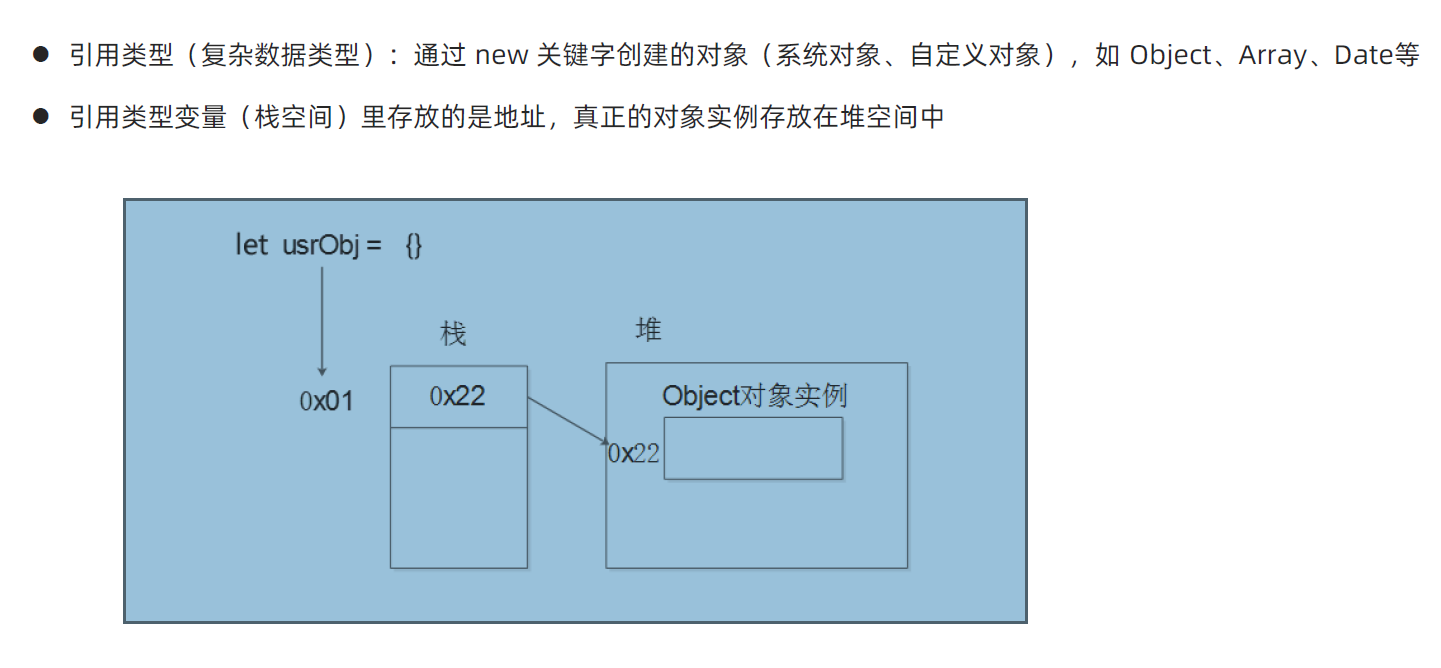 ● 引用类型（复杂数据类型）：通过 new 关键字创建的对象（系统对象、自定义对象），如 Object、Array、Date等
● 引用类型变量（栈空间）里存放的是地址，真正的对象实例存放在堆空间中
let usrObj = {}
栈
堆
0x01
0x22
Object对象实例
0x22